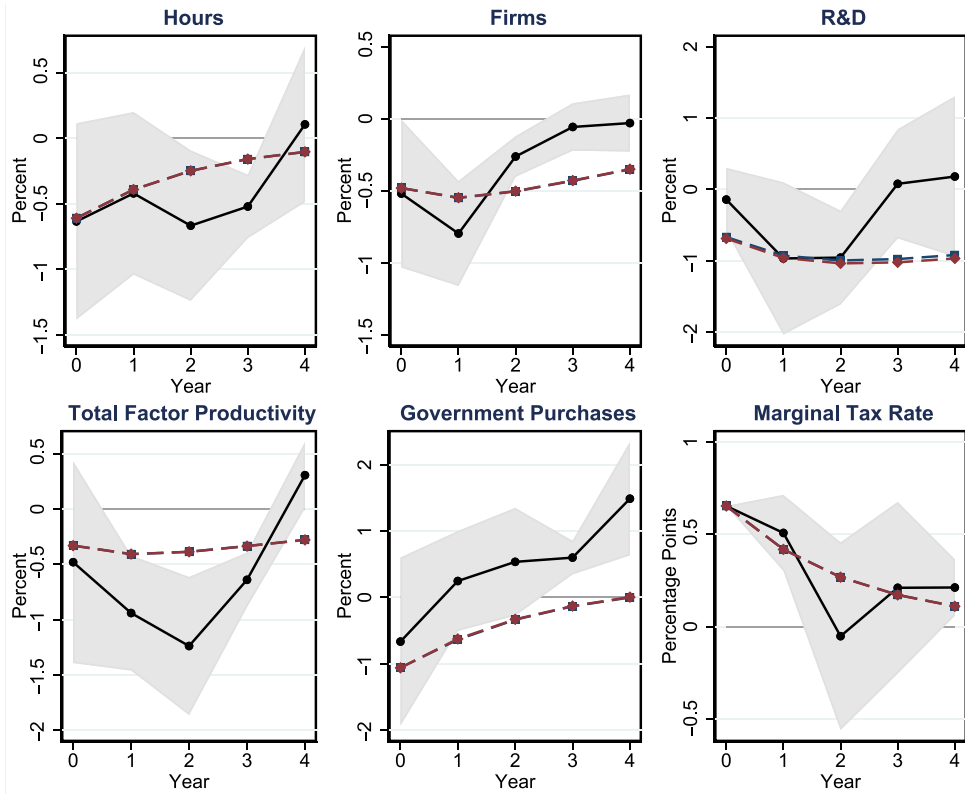 Hours
Percent
0.5
0
−0.5
−1
−1.5
0 1 2 3 4
Year
Firms
Percent
0.5
0
−0.5
−1
−1.5
0 1 2 3 4
Year
R&D
Percent
2
1
0
−1
−2
0 1 2 3 4
Year
Total Factor Productivity
Percent
0.5
0
−0.5
−1
−1.5
−2
0 1 2 3 4
Year
Government Purchases
Percent
2
1
0
−1
−2
0 1 2 3 4
Year
Marginal Tax Rate
Percentage Points
1
0.5
0
−0.5
0 1 2 3 4
Year